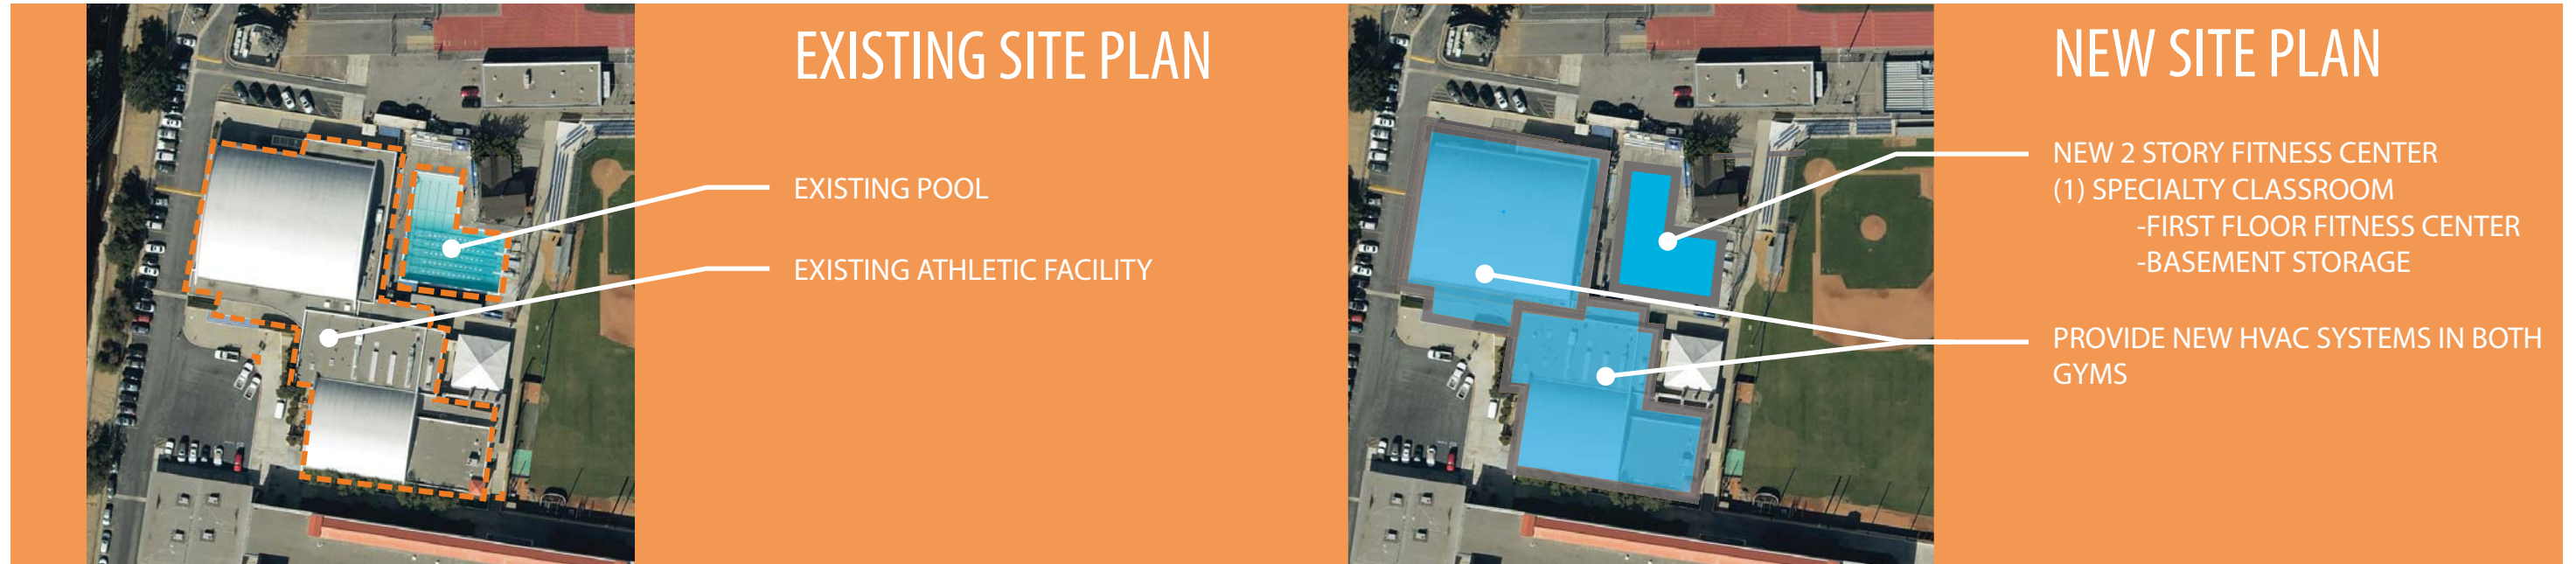 EXISTING SITE PLAN
EXISTING POOL
EXISTING ATHLETIC FACILITY
NEW SITE PLAN
NEW 2 STORY FITNESS CENTER
(1) SPECIALTY CLASSROOM
-FIRST FLOOR FITNESS CENTER
-BASEMENT STORAGE
PROVIDE NEW HVAC SYSTEMS IN BOTH
GYMS